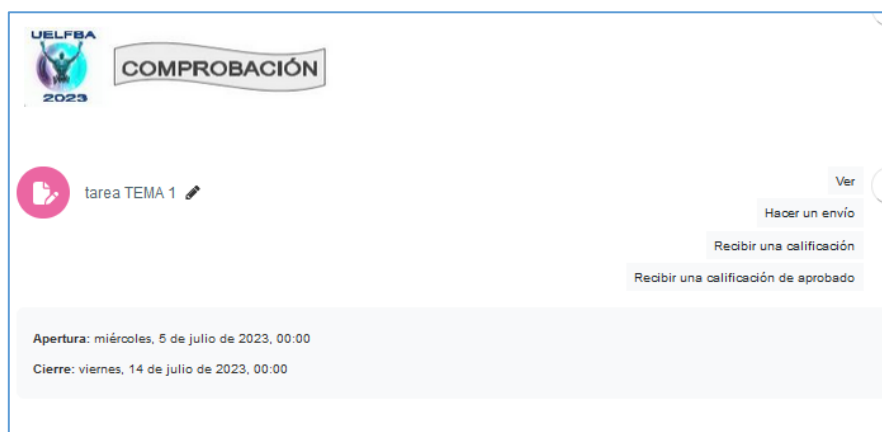 UELFBA
2023
COMPROBACIÓN
tarea TEMA 1
Ver
Hacer un envío
Recibir una calificación
Recibir una calificación de aprobado
Apertura: miércoles, 5 de julio de 2023, 00:00
Cierre: viernes, 14 de julio de 2023, 00:00